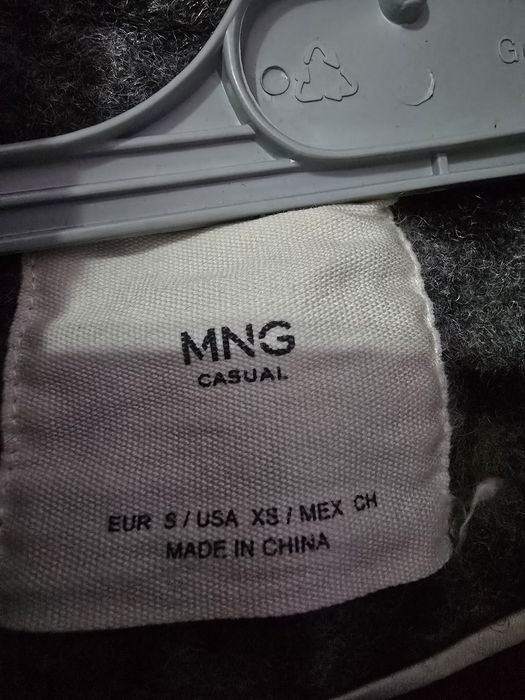 MNG
CASUAL
EUR S / USA XS / MEX CH
MADE IN CHINA